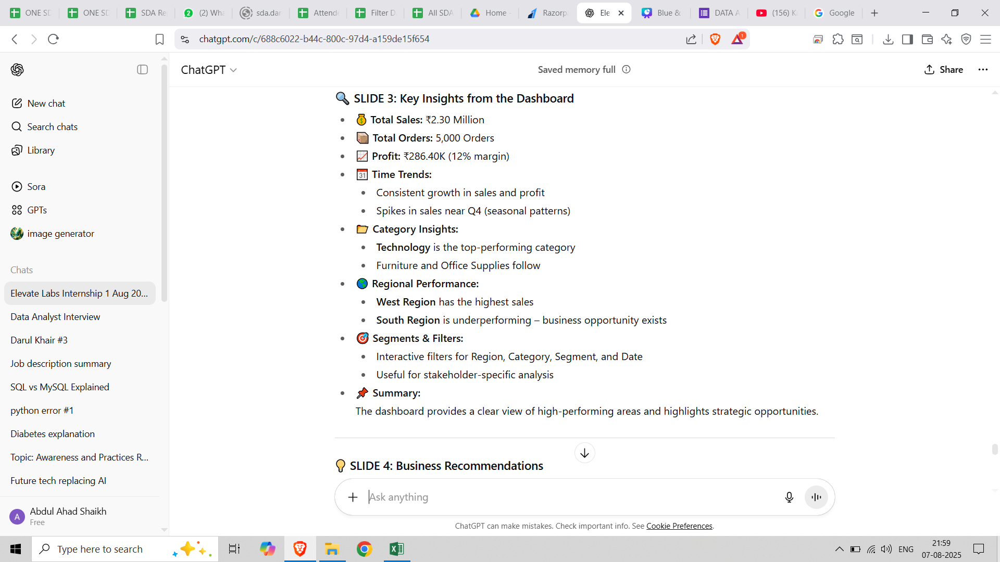 ONE SD
ONE SD
SDA Re
(2) Wha
sda.dar
Attende
Filter D
All SDA
Home -
Razorp
Ele
Blue &
DATA A
(156) K
Google
chatgpt.com/c/688c6022-b44c-800c-97d4-a159de15f654
1
ChatGPT
Saved memory full
Share
New chat
Search chats
Library
Sora
GPTs
image generator
Chats
Elevate Labs Internship 1 Aug 20...
Data Analyst Interview
Darul Khair #3
Job description summary
SQL vs MySQL Explained
python error #1
Diabetes explanation
Topic: Awareness and Practices R...
Future tech replacing AI
A
Abdul Ahad Shaikh
Free
SLIDE 3: Key Insights from the Dashboard
Total Sales: ₹2.30 Million
Total Orders: 5,000 Orders
Profit: ₹286.40K (12% margin)
Time Trends:
Consistent growth in sales and profit
Spikes in sales near Q4 (seasonal patterns)
Category Insights:
Technology is the top-performing category
Furniture and Office Supplies follow
Regional Performance:
West Region has the highest sales
South Region is underperforming – business opportunity exists
Segments & Filters:
Interactive filters for Region, Category, Segment, and Date
Useful for stakeholder-specific analysis
Summary:
The dashboard provides a clear view of high-performing areas and highlights strategic opportunities.
SLIDE 4: Business Recommendations
Ask anything
ChatGPT can make mistakes. Check important info. See Cookie Preferences.
Type here to search
ENG
21:59
07-08-2025